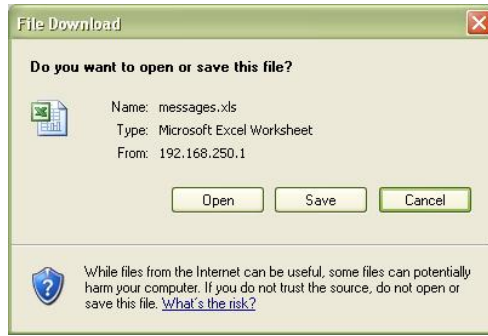 File Download
Do you want to open or save this file?
Name: messages.xls
Type: Microsoft Excel Worksheet
From: 192.168.250.1
Open Save Cancel
While files from the Internet can be useful, some files can potentially
harm your computer. If you do not trust the source, do not open or
save this file. What's the risk?